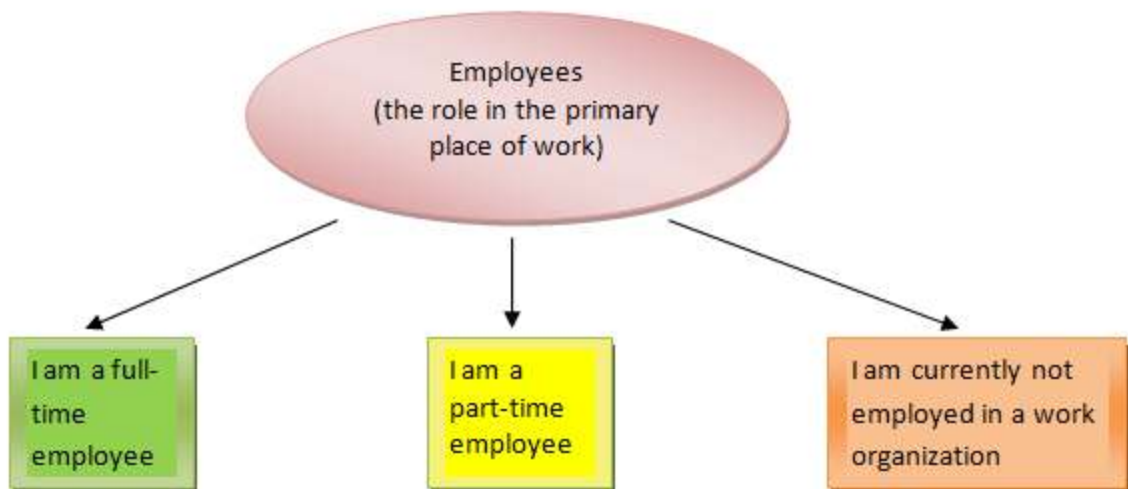 Employees
(the role in the primary
place of work)
I am a full-
time
employee
I am a
part-time
employee
I am currently not
employed in a work
organization